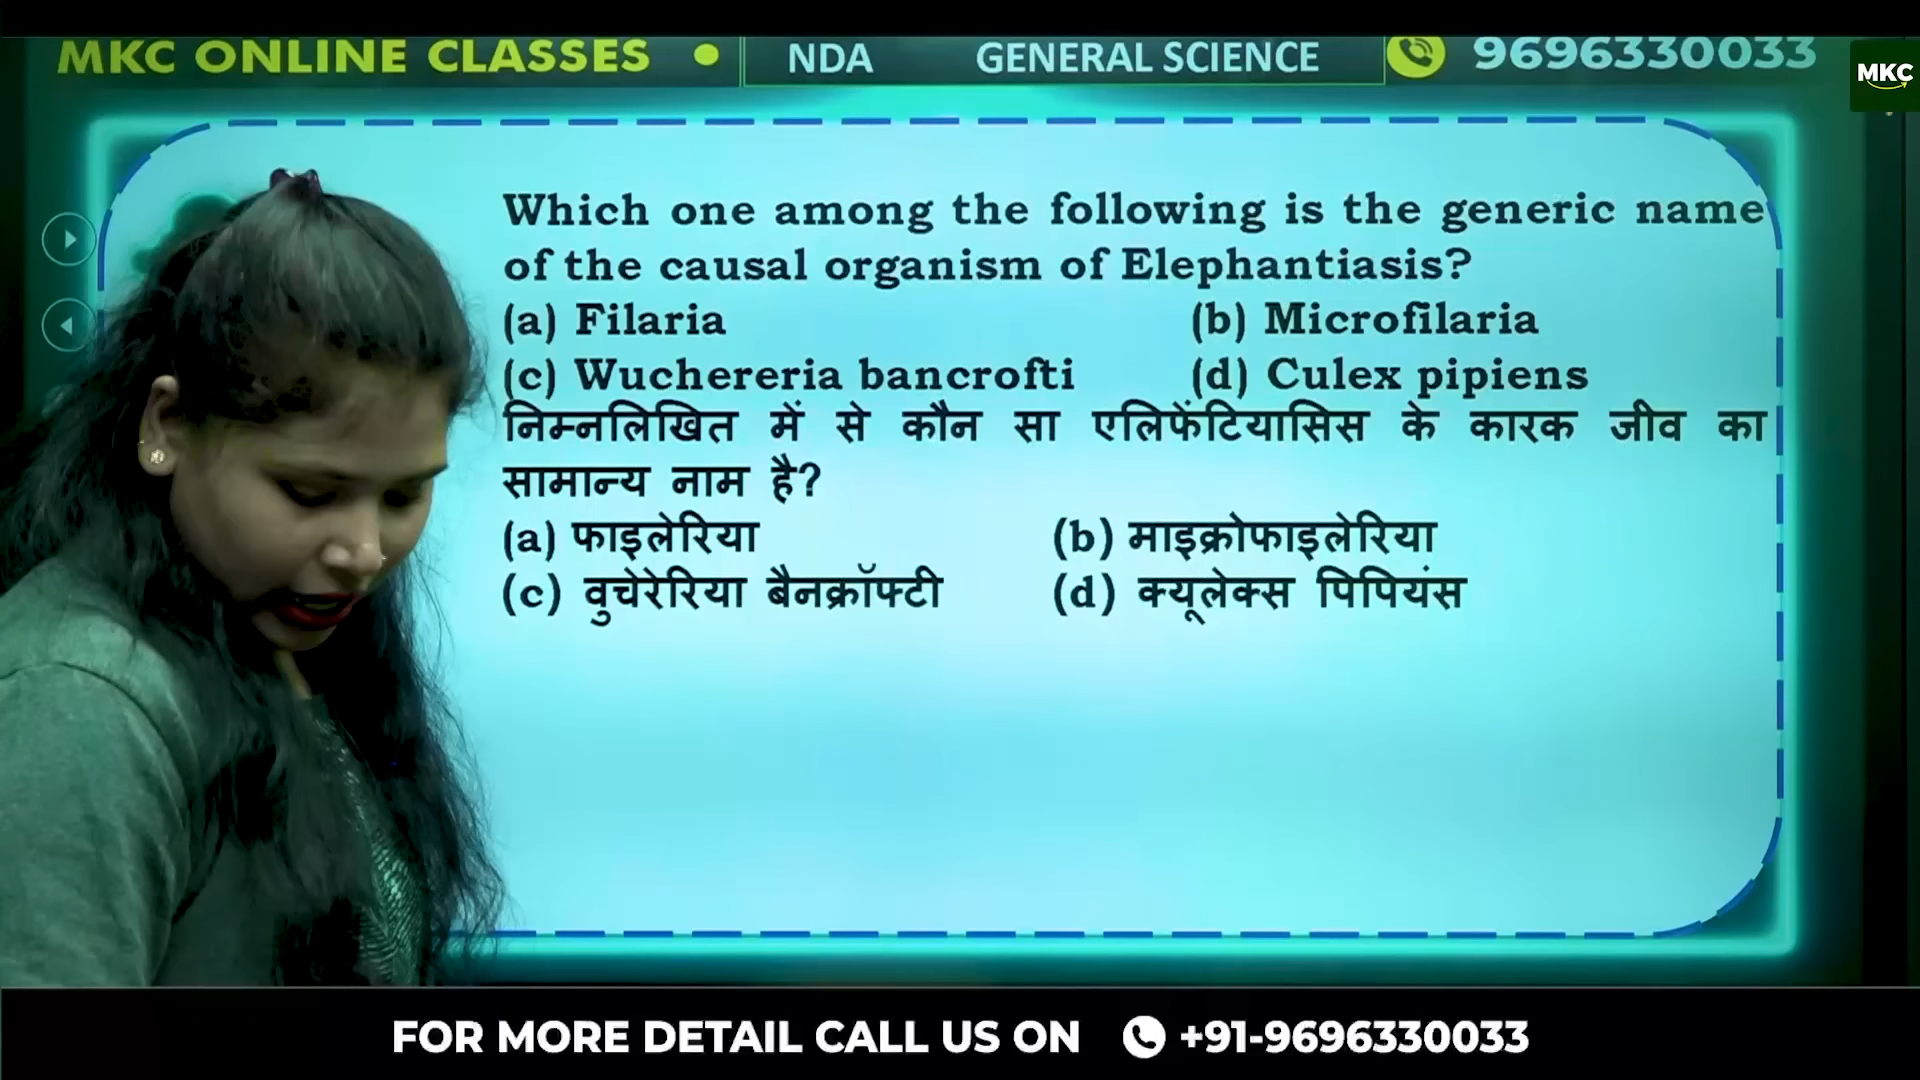 MKC ONLINE CLASSES • NDA GENERAL SCIENCE 9696330033
MKC
Which one among the following is the generic name
of the causal organism of Elephantiasis?
(a) Filaria (b) Microfilaria
(c) Wuchereria bancrofti (d) Culex pipiens
निम्नलिखित में से कौन सा एलिफेंटियासिस के कारक जीव का
सामान्य नाम है?
(a) फाइलेरिया (b) माइक्रोफाइलेरिया
(c) वुचेरेरिया बैनक्रॉफ्टी (d) क्यूलेक्स पिपियंस
FOR MORE DETAIL CALL US ON +91-9696330033